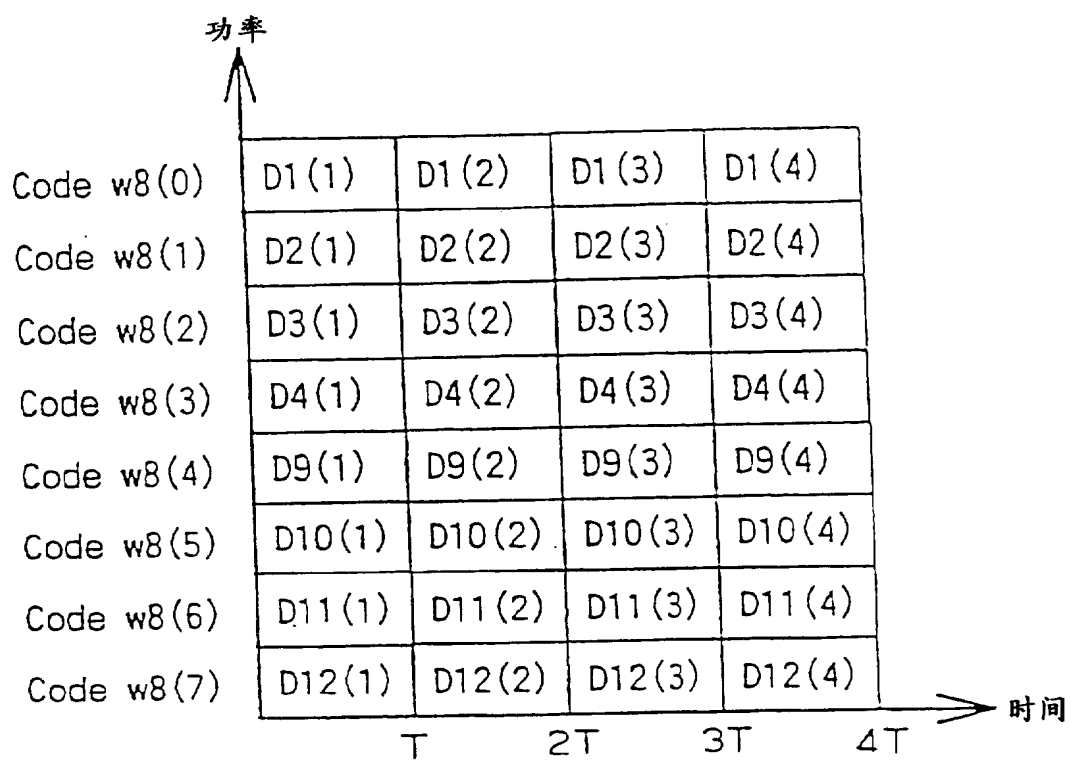 功率
Code w8(0) D1(1) D1(2) D1(3) D1(4)
Code w8(1) D2(1) D2(2) D2(3) D2(4)
Code w8(2) D3(1) D3(2) D3(3) D3(4)
Code w8(3) D4(1) D4(2) D4(3) D4(4)
Code w8(4) D9(1) D9(2) D9(3) D9(4)
Code w8(5) D10(1) D10(2) D10(3) D10(4)
Code w8(6) D11(1) D11(2) D11(3) D11(4)
Code w8(7) D12(1) D12(2) D12(3) D12(4)
时间
T 2T 3T 4T